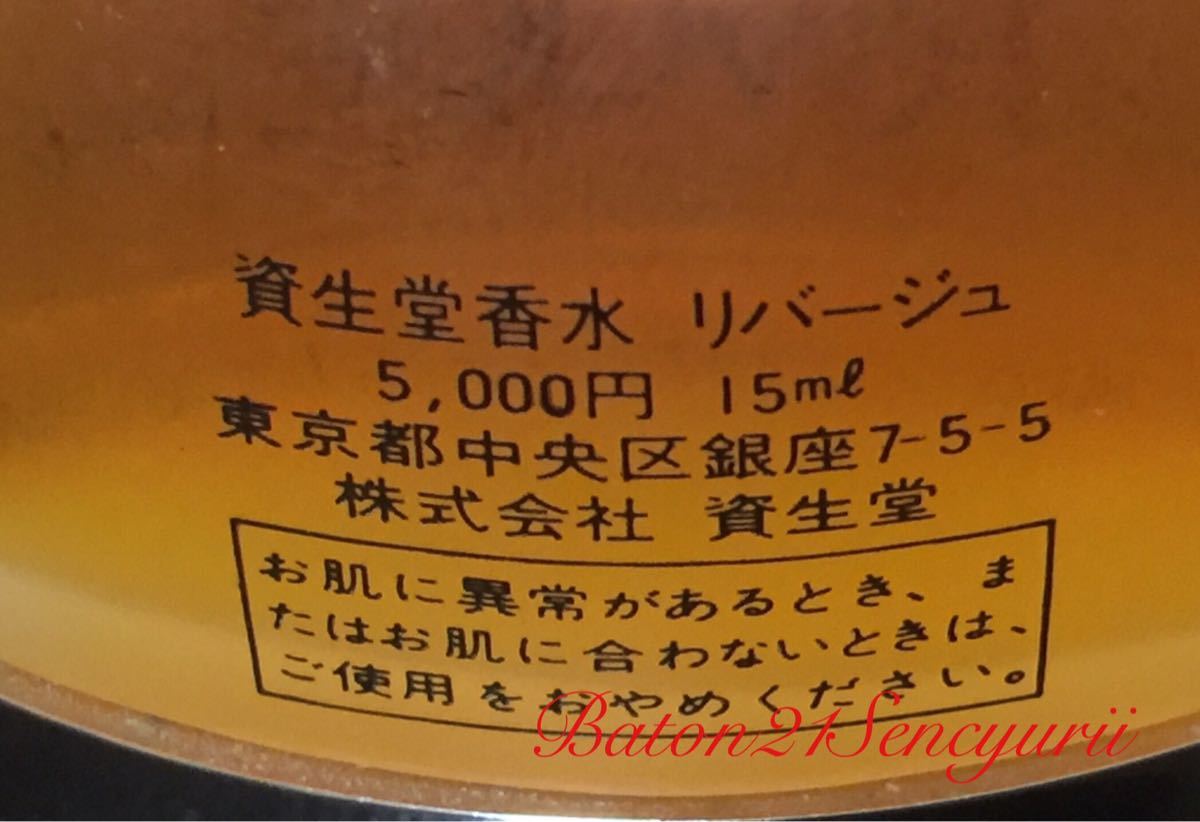 資生堂香水 リバージュ
5,000円 15ml
東京都中央区銀座7-5-5
株式会社 資生堂
お肌に異常があるとき、ま
たはお肌に合わないときは、
ご使用をおやめください。
Baton21Sencyurii